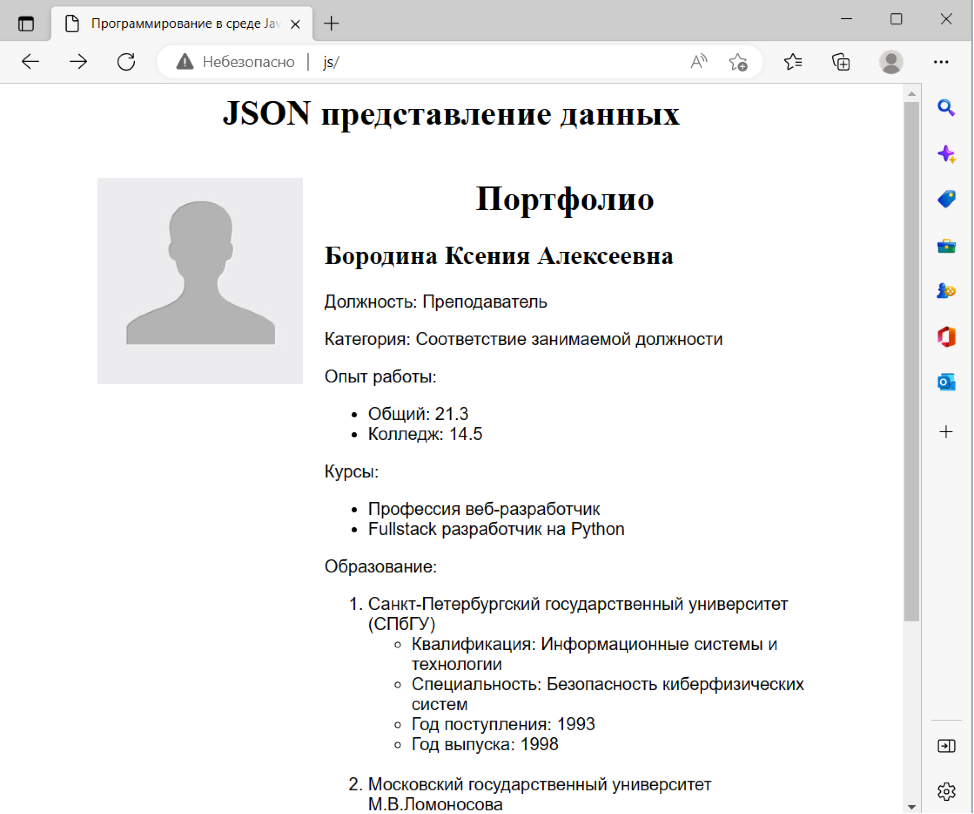 Программирование в среде Jav
Небезопасно | js/
JSON представление данных
Портфолио
Бородина Ксения Алексеевна
Должность: Преподаватель
Категория: Соответствие занимаемой должности
Опыт работы:
• Общий: 21.3
• Колледж: 14.5
Курсы:
• Профессия веб-разработчик
• Fullstack разработчик на Python
Образование:
1. Санкт-Петербургский государственный университет
(СПбГУ)
◦ Квалификация: Информационные системы и
технологии
◦ Специальность: Безопасность киберфизических
систем
◦ Год поступления: 1993
◦ Год выпуска: 1998
2. Московский государственный университет
М.В.Ломоносова